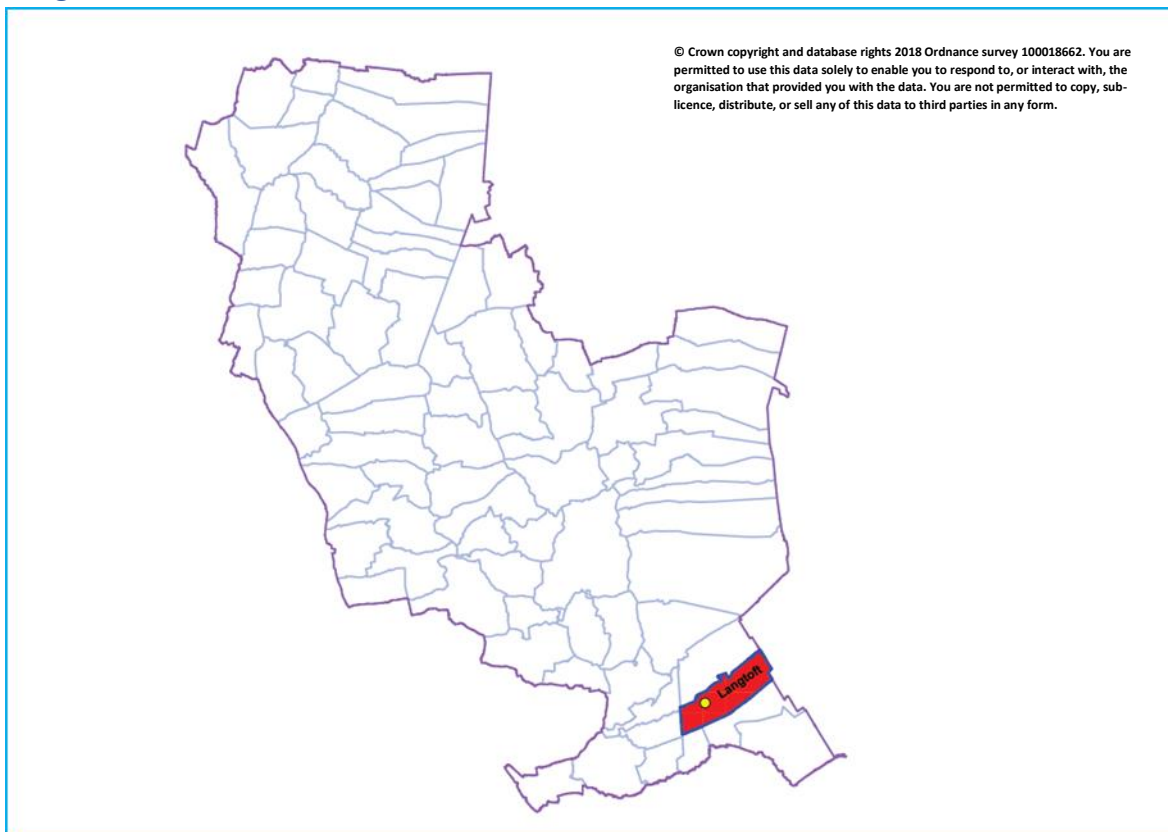 © Crown copyright and database rights 2018 Ordnance survey 100018662. You are
permitted to use this data solely to enable you to respond to, or interact with, the
organisation that provided you with the data. You are not permitted to copy, sub-
licence, distribute, or sell any of this data to third parties in any form.
Langtoft